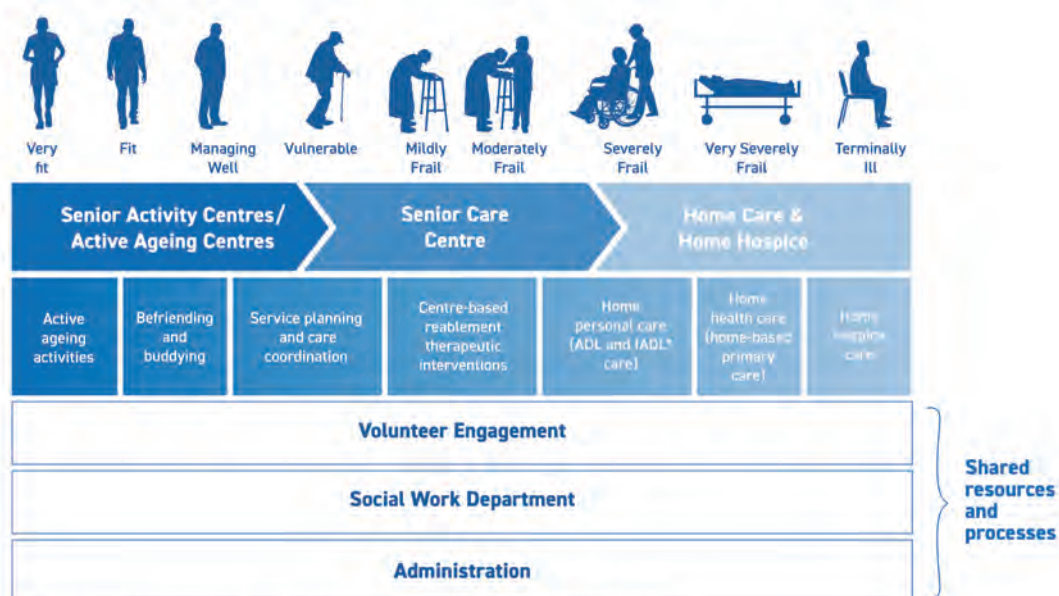 Very
fit
Fit
Managing
Well
Vulnerable
Mildly
Frail
Moderately
Frail
Severely
Frail
Very Severely
Frail
Terminally
Ill
Senior Activity Centres/
Active Ageing Centres
Senior Care
Centre
Home Care &
Home Hospice
Active
ageing
activities
Befriending
and
buddying
Service planning
and care
coordination
Centre-based
reablement
therapeutic
interventions
Home
personal care
(ADL and IADL*
care)
Home
health care
(home-based
primary
care)
Home
hospice
care
Volunteer Engagement
Social Work Department
Administration
Shared
resources
and
processes